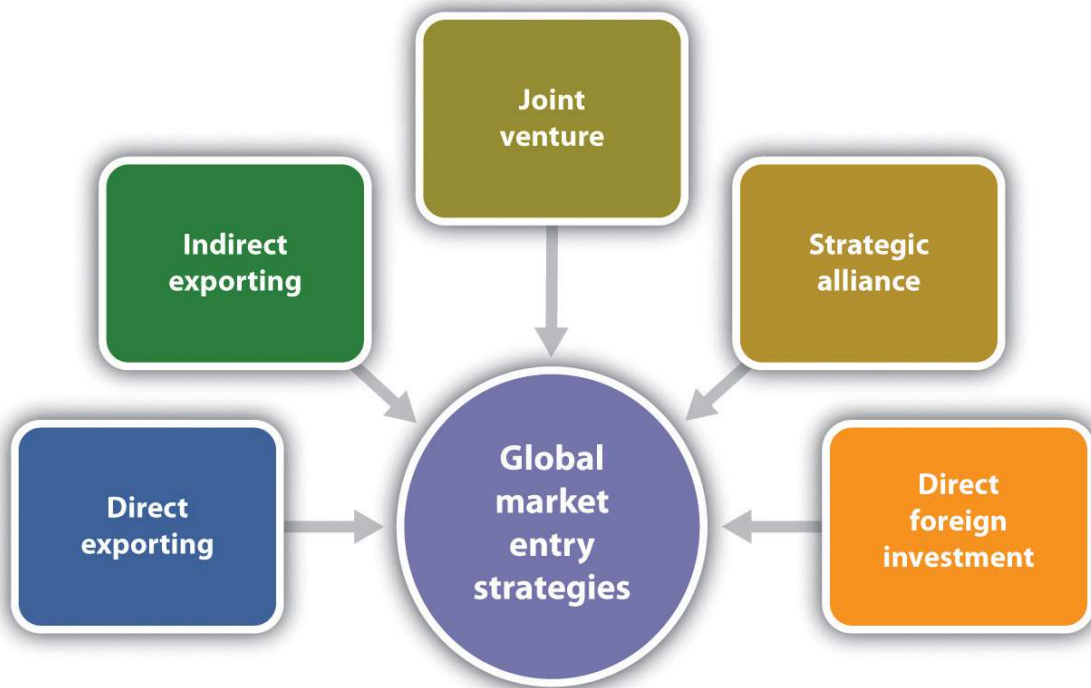 Joint
venture
Indirect
exporting
Strategic
alliance
Direct
exporting
Global
market
entry
strategies
Direct
foreign
investment